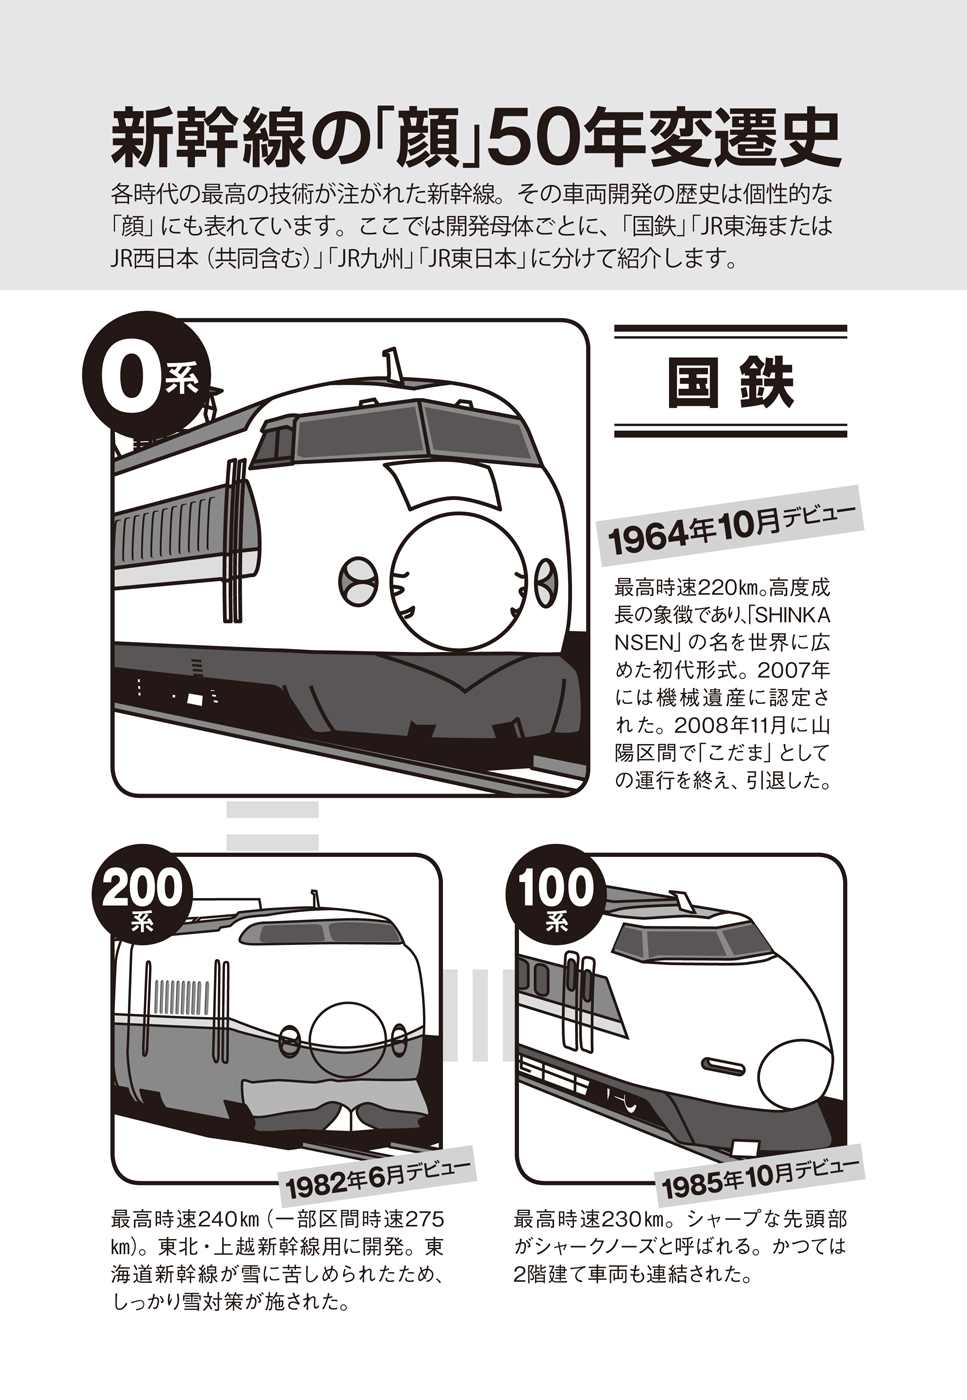 新幹線の「顔」50年変遷史
各時代の最高の技術が注がれた新幹線。その車両開発の歴史は個性的な
「顔」にも表れています。ここでは開発母体ごとに、「国鉄」「JR東海または
JR西日本（共同含む）」「JR九州」「JR東日本」に分けて紹介します。
0系
国鉄
1964年10月デビュー
最高時速220㎞。高度成
長の象徴であり、「SHINKA
NSEN」の名を世界に広
めた初代形式。2007年
には機械遺産に認定さ
れた。2008年11月に山
陽区間で「こだま」として
の運行を終え、引退した。
200
系
1982年6月デビュー
最高時速240㎞（一部区間時速275
㎞）。東北・上越新幹線用に開発。東
海道新幹線が雪に苦しめられたため、
しっかり雪対策が施された。
100
系
1985年10月デビュー
最高時速230㎞。シャープな先頭部
がシャークノーズと呼ばれる。かつては
2階建て車両も連結された。